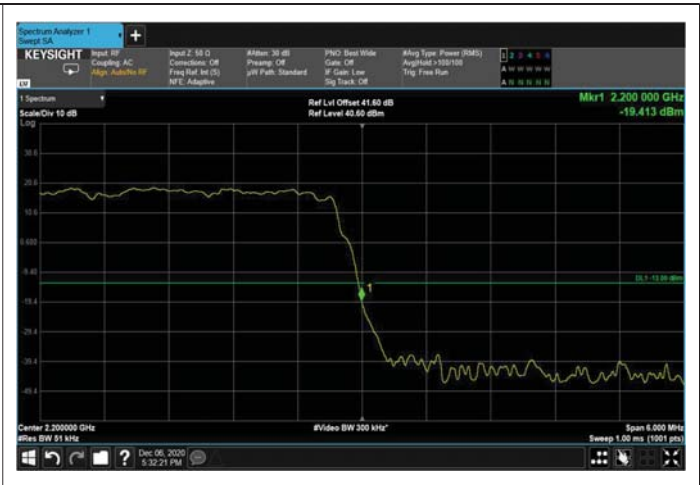 Spectrum Analyzer 1
Swept SA
KEYSIGHT
Input: RF
Coupling: AC
Align: Auto/No RF
Input Z: 50 Ω
Corrections: Off
Freq Ref: Int (S)
NFE: Adaptive
#Atten: 30 dB
Preamp: Off
µW Path: Standard
PNO: Best Wide
Gate: Off
IF Gain: Low
Sig Track: Off
#Avg Type: Power (RMS)
Avg|Hold: >100/100
Trig: Free Run
1 2 3 4 5 6
A W W W W W
A N N N N N
LXI
1 Spectrum
Scale/Div 10 dB
Log
Ref Lvl Offset 41.60 dB
Ref Level 40.60 dBm
Mkr1 2.200 000 GHz
-19.413 dBm
30.6
20.6
10.6
0.600
-9.40
DL1 -13.00 dBm
1
-19.4
-29.4
-39.4
-49.4
Center 2.200000 GHz
#Video BW 300 kHz*
Span 6.000 MHz
#Res BW 51 kHz
Sweep 1.00 ms (1001 pts)
Dec 06, 2020
5:32:21 PM